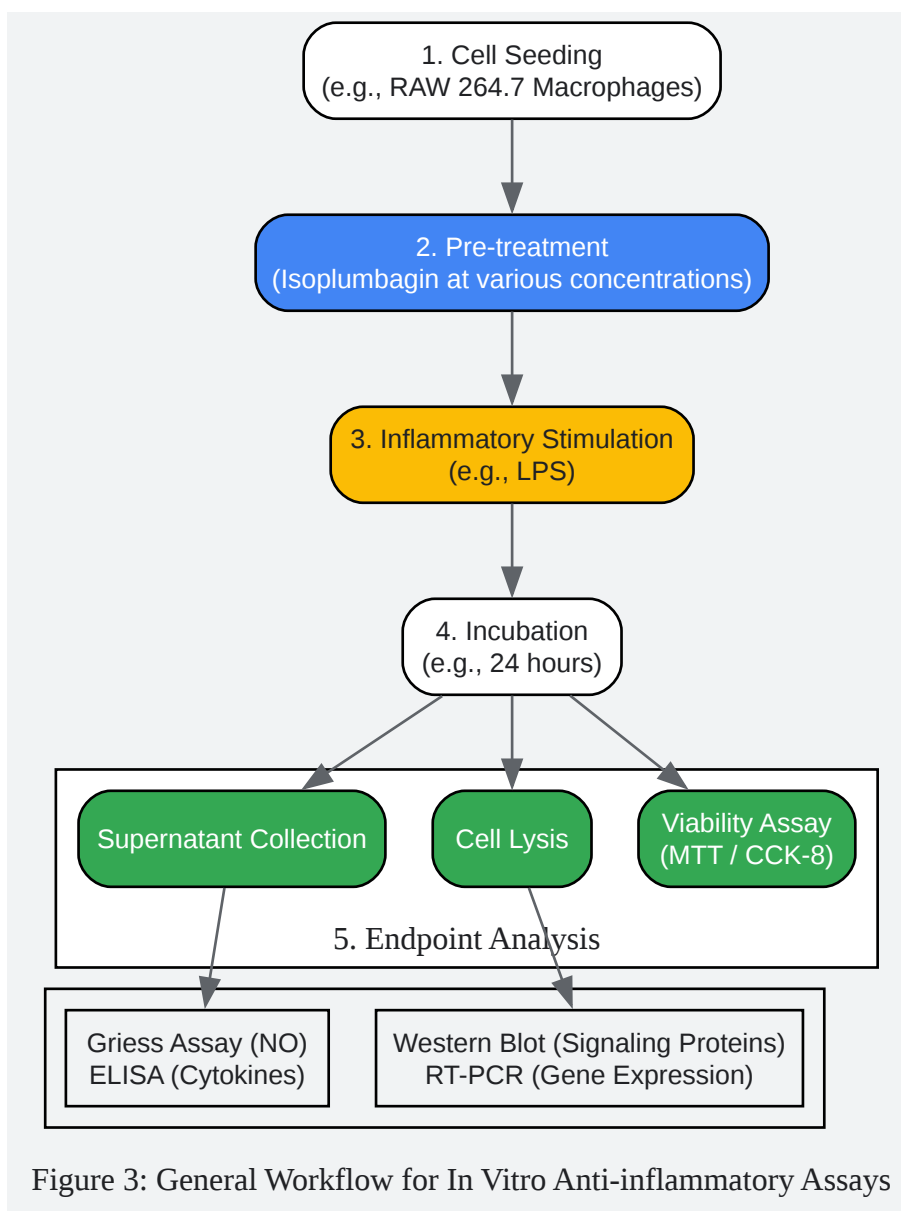 1. Cell Seeding
(e.g., RAW 264.7 Macrophages)
2. Pre-treatment
(Isoplumbagin at various concentrations)
3. Inflammatory Stimulation
(e.g., LPS)
4. Incubation
(e.g., 24 hours)
Supernatant Collection
Cell Lysis
Viability Assay
(MTT / CCK-8)
5. Endpoint Analysis
Griess Assay (NO)
ELISA (Cytokines)
Western Blot (Signaling Proteins)
RT-PCR (Gene Expression)
Figure 3: General Workflow for In Vitro Anti-inflammatory Assays